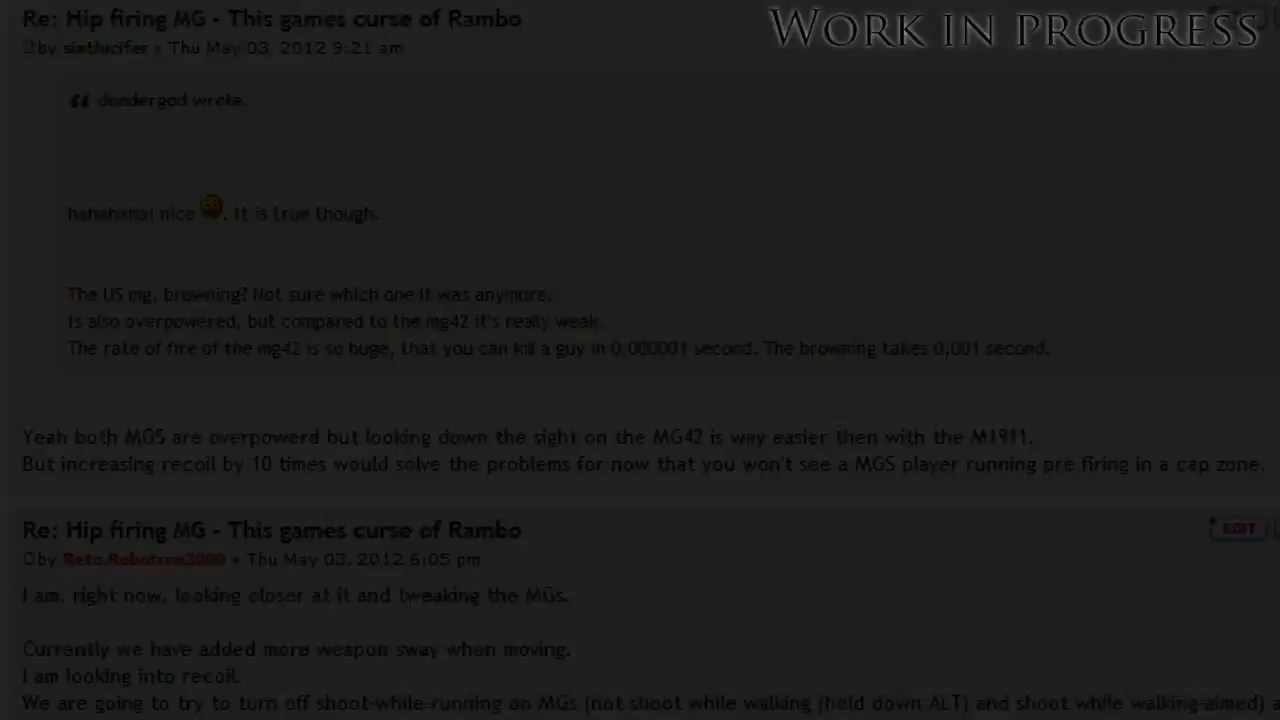 Re: Hip firing MG - This games curse of Rambo
WORK IN PROGRESS
by sintlucifer » Thu May 03, 2012 9:21 am
dondergod wrote:
hahahaha! nice . It is true though.
The US mg, browning? Not sure which one it was anymore.
Is also overpowered, but compared to the mg42 it's really weak.
The rate of fire of the mg42 is so huge, that you can kill a guy in 0,000001 second. The browning takes 0,001 second.
Yeah both MGS are overpowerd but looking down the sight on the MG42 is way easier then with the M1911.
But increasing recoil by 10 times would solve the problems for now that you won't see a MGS player running pre firing in a cap zone.
Re: Hip firing MG - This games curse of Rambo
EDIT
by Reto.Robotron3000 » Thu May 03, 2012 6:05 pm
I am, right now, looking closer at it and tweaking the MGs.
Currently we have added more weapon sway when moving.
I am looking into recoil.
We are going to try to turn off shoot-while-running on MGs (not shoot while walking (hold down ALT) and shoot while walking-aimed)